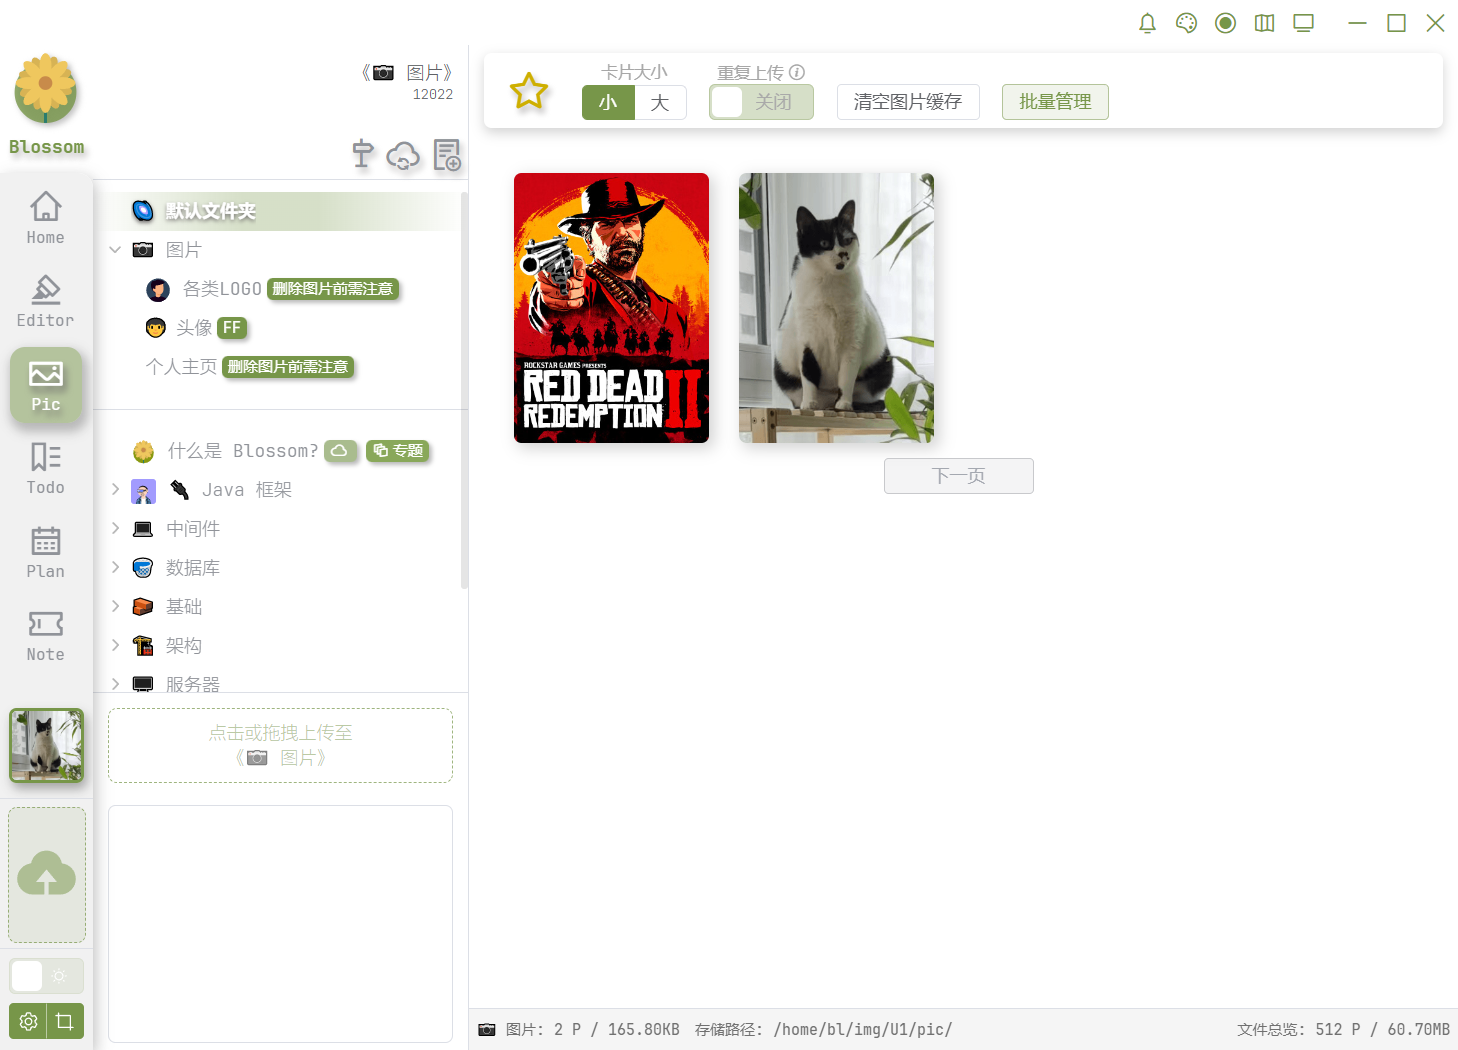 Blossom
《图片》
12022
Home
Editor
Pic
Todo
Plan
Note
默认文件夹
图片
各类LOGO 删除图片前需注意
头像 FF
个人主页 删除图片前需注意
什么是 Blossom? 专题
Java 框架
中间件
数据库
基础
架构
服务器
点击或拖拽上传至
《图片》
卡片大小
小 大
重复上传
关闭
清空图片缓存
批量管理
ROCKSTAR GAMES PRESENTS
RED DEAD
REDEMPTION II
下一页
图片: 2 P / 165.80KB 存储路径: /home/bl/img/U1/pic/
文件总览: 512 P / 60.70MB